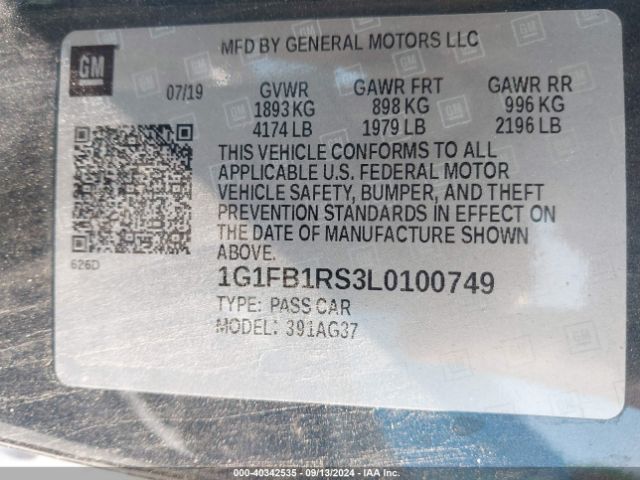 GM
MFD BY GENERAL MOTORS LLC
07/19 GVWR GAWR FRT GAWR RR
1893 KG 898 KG 996 KG
4174 LB 1979 LB 2196 LB
THIS VEHICLE CONFORMS TO ALL
APPLICABLE U.S. FEDERAL MOTOR
VEHICLE SAFETY, BUMPER, AND THEFT
PREVENTION STANDARDS IN EFFECT ON
THE DATE OF MANUFACTURE SHOWN
ABOVE.
626D
1G1FB1RS3L0100749
TYPE: PASS CAR
MODEL: 391AG37
00-40342535 - 09/13/2024 - Copyright © 2024 IAA, Inc.